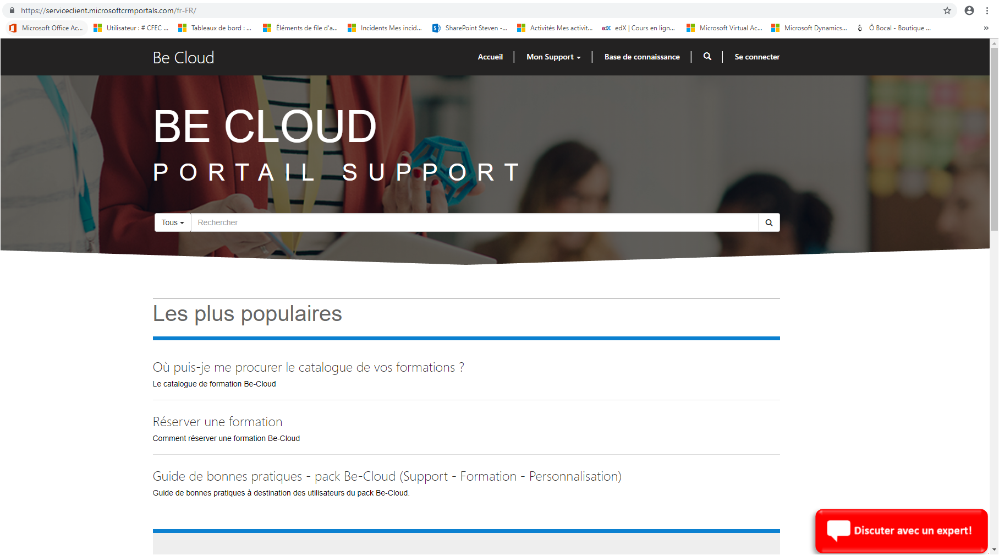 https://serviceclient.microsoftcrmportals.com/fr-FR/
Microsoft Office Ac...
Utilisateur : # CFEC ...
Tableaux de bord : ...
Éléments de file d'a...
Incidents Mes incid...
SharePoint Steven -...
Activités Mes activit...
edX edX | Cours en lign...
Microsoft Virtual Ac...
Microsoft Dynamics...
Ô Bocal - Boutique ...
»
Be Cloud
Accueil
Mon Support
Base de connaissance
Se connecter
BE CLOUD
PORTAIL SUPPORT
Tous
Rechercher
Les plus populaires
Où puis-je me procurer le catalogue de vos formations ?
Le catalogue de formation Be-Cloud
Réserver une formation
Comment réserver une formation Be-Cloud
Guide de bonnes pratiques - pack Be-Cloud (Support - Formation - Personnalisation)
Guide de bonnes pratiques à destination des utilisateurs du pack Be-Cloud.
Discuter avec un expert!